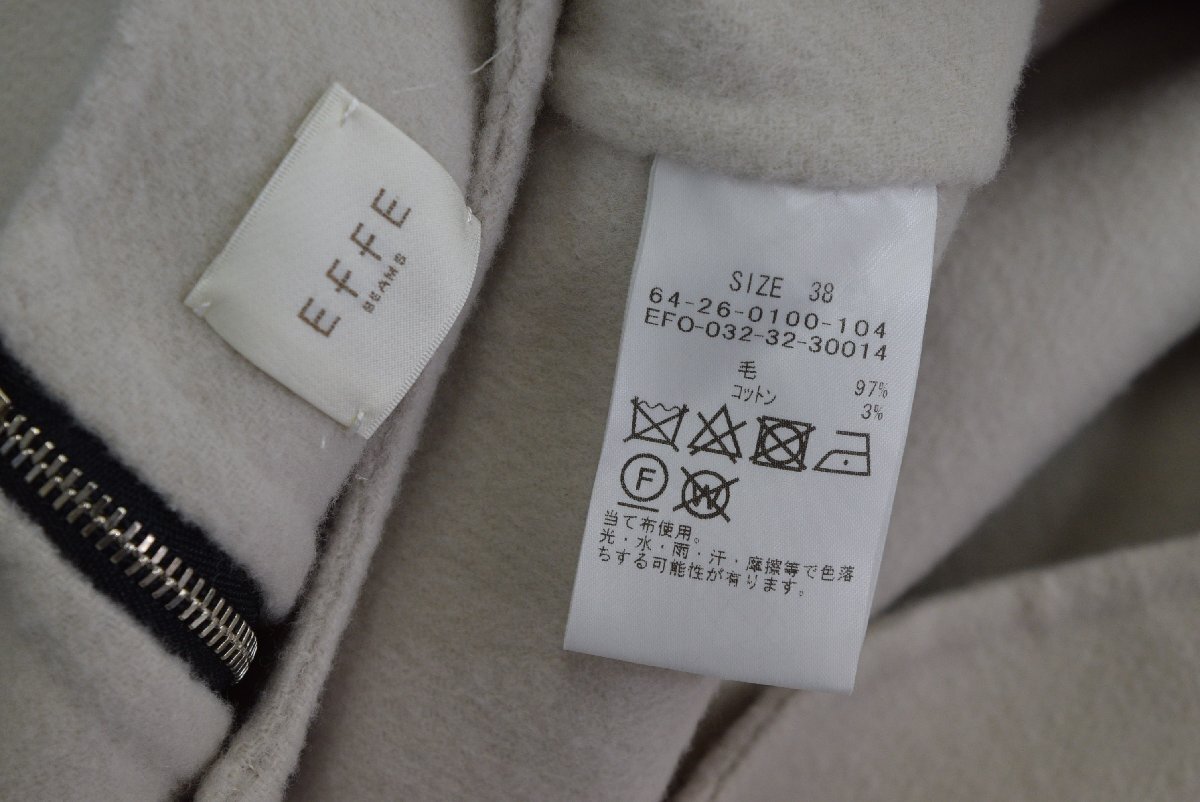 EFFE
BEAMS
SIZE 38
64-26-0100-104
EFO-032-32-30014
毛 97%
コットン 3%
F W
当て布使用。
光・水・雨・汗・摩擦等で色落
ちする可能性が有ります。